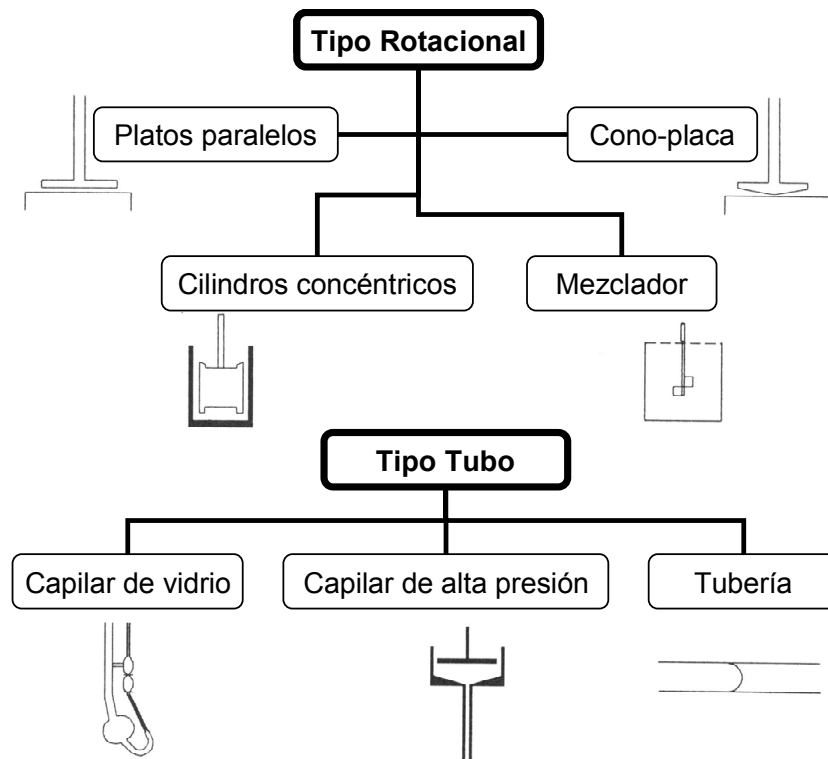 Tipo Rotacional
Platos paralelos
Cono-placa
Cilindros concéntricos
Mezclador
Tipo Tubo
Capilar de vidrio
Capilar de alta presión
Tubería